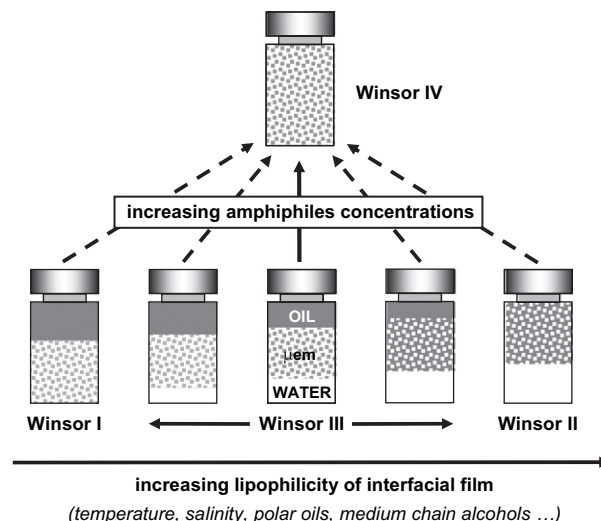 Winsor IV
increasing amphiphiles concentrations
OIL
μem
WATER
Winsor I
Winsor III
Winsor II
increasing lipophilicity of interfacial film
(temperature, salinity, polar oils, medium chain alcohols ...)